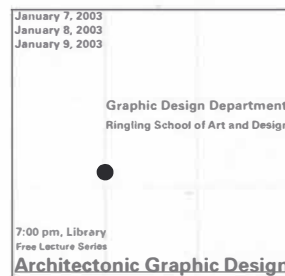 January 7, 2003
January 8, 2003
January 9, 2003
Graphic Design Department
Ringling School of Art and Design
7:00 pm, Library
Free Lecture Series
Architectonic Graphic Design